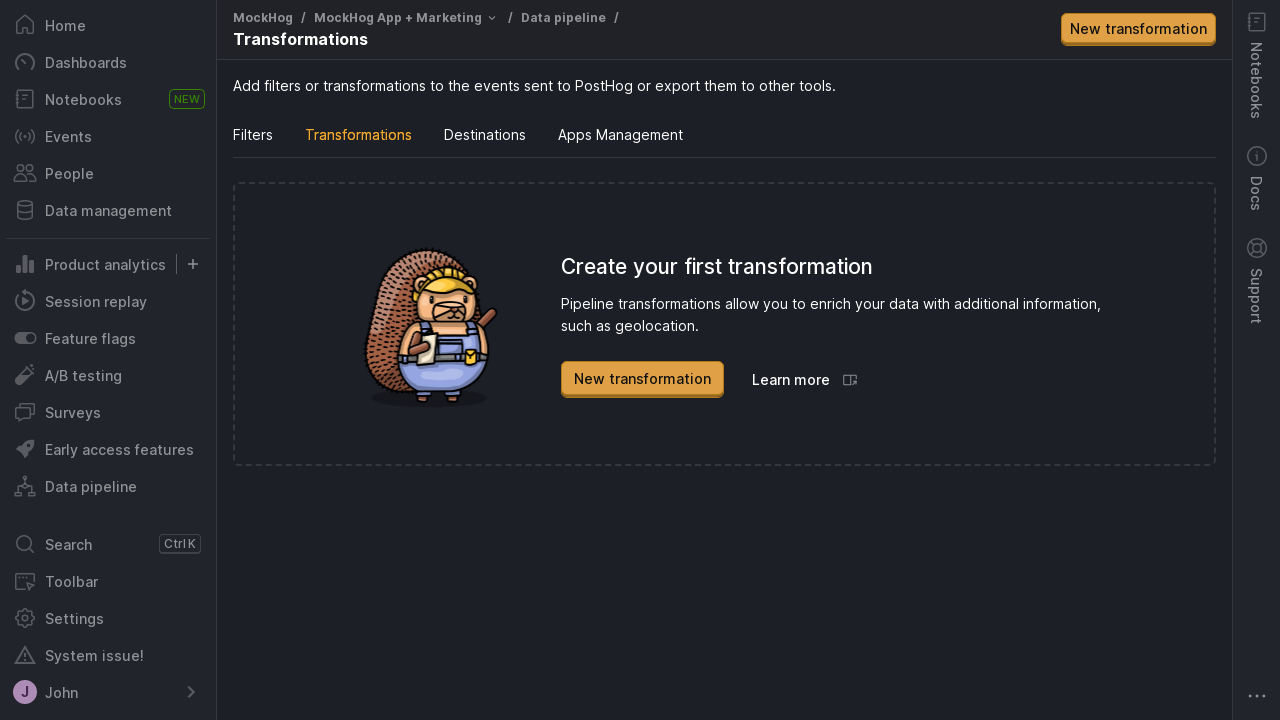 Home
Dashboards
Notebooks NEW
Events
People
Data management
Product analytics
Session replay
Feature flags
A/B testing
Surveys
Early access features
Data pipeline
Search Ctrl K
Toolbar
Settings
System issue!
J John
MockHog / MockHog App + Marketing / Data pipeline /
Transformations
New transformation
Add filters or transformations to the events sent to PostHog or export them to other tools.
Filters Transformations Destinations Apps Management
Create your first transformation
Pipeline transformations allow you to enrich your data with additional information,
such as geolocation.
New transformation Learn more
Notebooks
Docs
Support